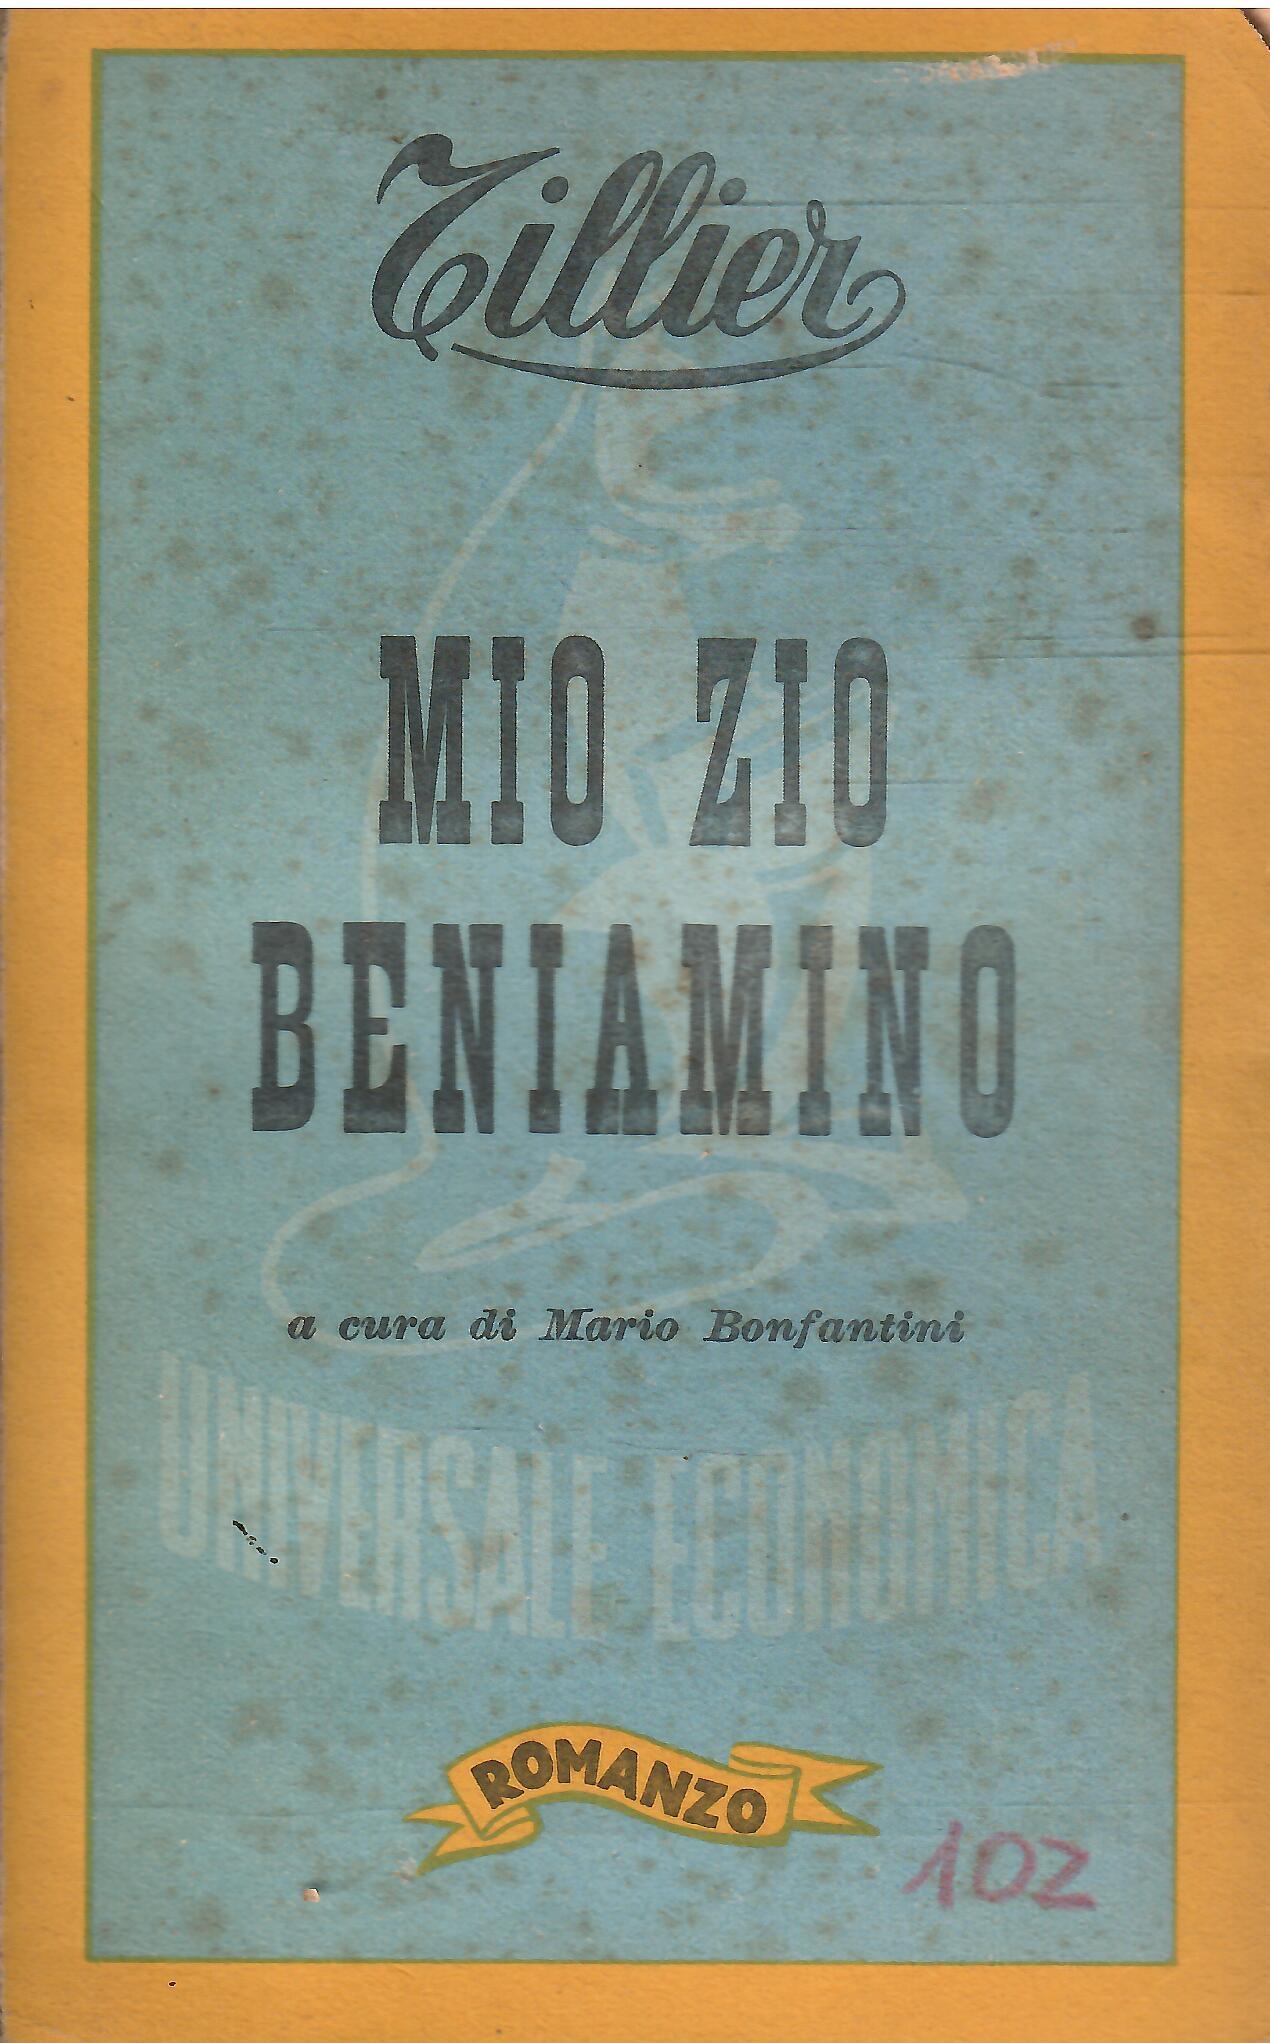 Tillier
MIO ZIO
BENIAMINO
a cura di Mario Bonfantini
UNIVERSALE ECONOMICA
ROMANZO
102